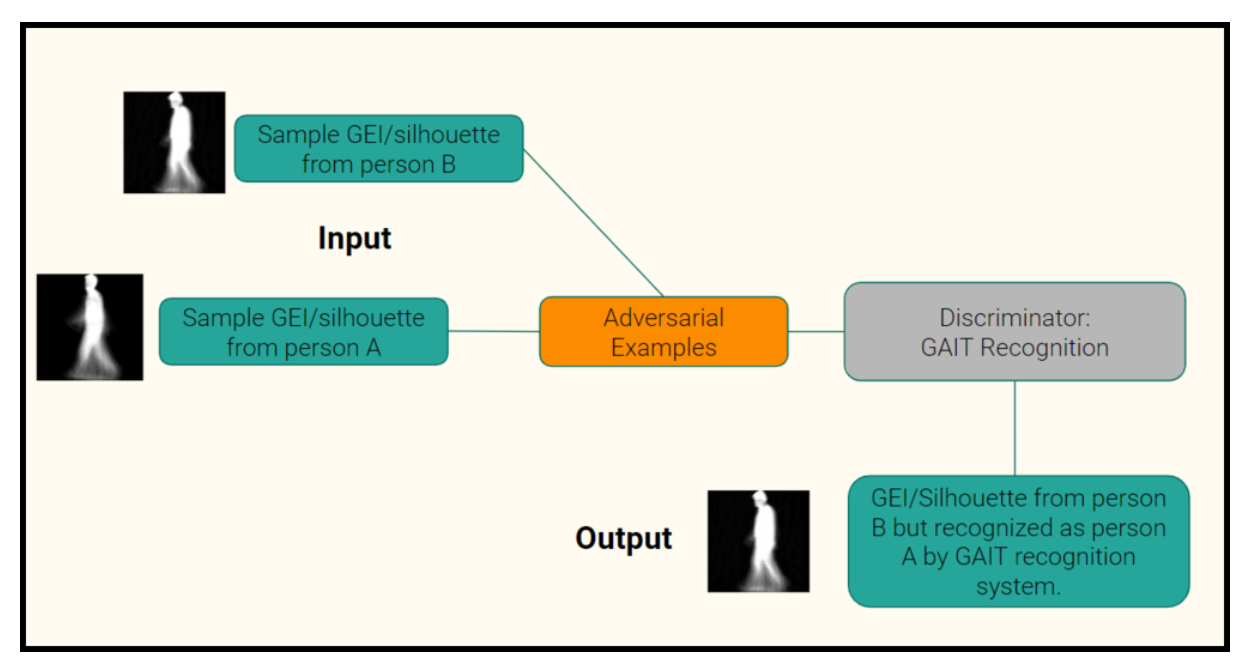 Sample GEI/silhouette
from person B
Input
Sample GEI/silhouette
from person A
Adversarial
Examples
Discriminator:
GAIT Recognition
Output
GEI/Silhouette from person
B but recognized as person
A by GAIT recognition
system.